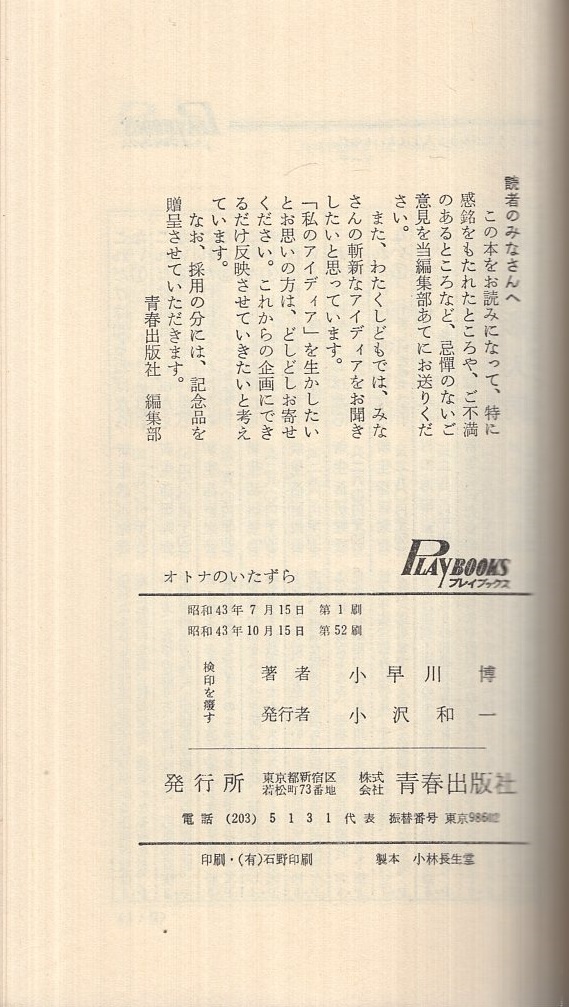 読者のみなさんへ
この本をお読みになって、特に
感銘をもたれたところや、ご不満
のあるところなど、忌憚のないご
意見を当編集部あてにお送りくだ
さい。
また、わたくしどもでは、みな
さんの斬新なアイディアをお聞き
したいと思っています。
「私のアイディア」を生かしたい
とお思いの方は、どしどしお寄せ
ください。これからの企画にでき
るだけ反映させていきたいと考え
ています。
なお、採用の分には、記念品を
贈呈させていただきます。
青春出版社 編集部
PLAYBOOKS
プレイブックス
オトナのいたずら
昭和43年7月15日 第1刷
昭和43年10月15日 第52刷
検印を廃す
著者 小早川 博
発行者 小沢和一
発行所 東京都新宿区若松町73番地 株式会社 青春出版社
電話 (203) 5131 代表 振替番号 東京98602
印刷・(有)石野印刷 製本 小林長生堂